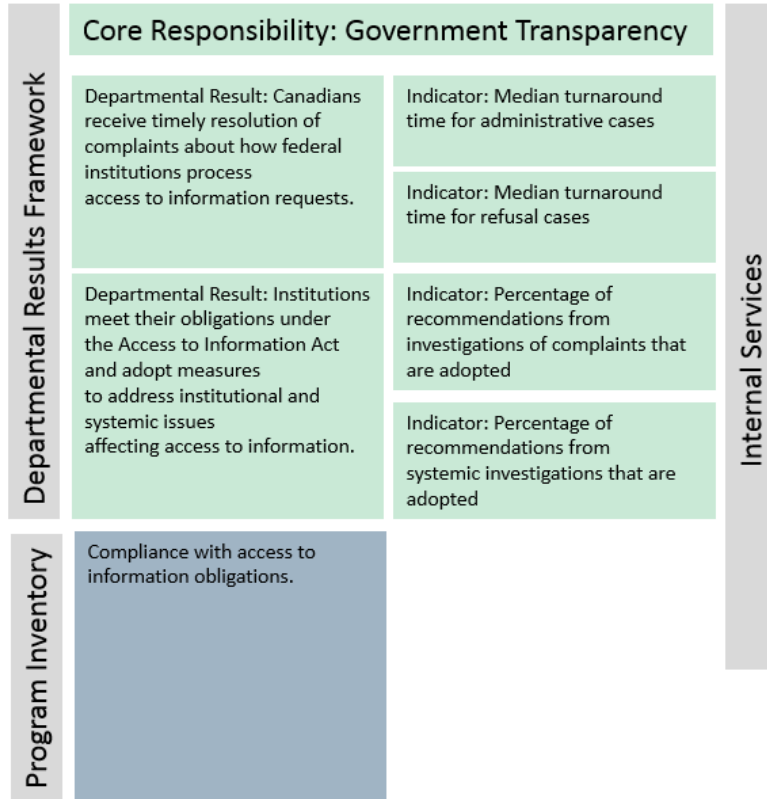 Core Responsibility: Government Transparency
Departmental Results Framework
Departmental Result: Canadians
receive timely resolution of
complaints about how federal
institutions process
access to information requests.
Indicator: Median turnaround
time for administrative cases
Indicator: Median turnaround
time for refusal cases
Departmental Result: Institutions
meet their obligations under
the Access to Information Act
and adopt measures
to address institutional and
systemic issues
affecting access to information.
Indicator: Percentage of
recommendations from
investigations of complaints that
are adopted
Indicator: Percentage of
recommendations from
systemic investigations that are
adopted
Internal Services
Program Inventory
Compliance with access to
information obligations.